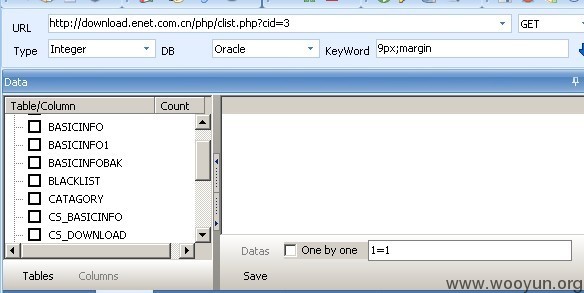 URL http://download.enet.com.cn/php/clist.php?cid=3 GET
Type Integer DB Oracle KeyWord 9px;margin
Data
Table/Column Count
BASICINFO
BASICINFO1
BASICINFOBAK
BLACKLIST
CATAGORY
CS_BASICINFO
CS_DOWNLOAD
Datas One by one 1=1
Tables Columns Save
www.wooyun.org